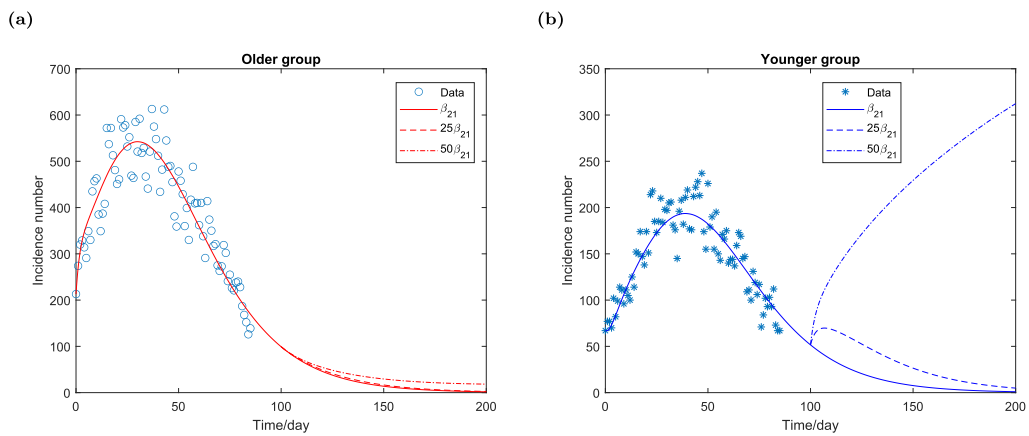 (a)
Older group
700
600
500
400
300
200
100
0
Incidence number
0 50 100 150 200
Time/day
Data
β21
25β21
50β21
(b)
Younger group
350
300
250
200
150
100
50
0
Incidence number
0 50 100 150 200
Time/day
Data
β21
25β21
50β21